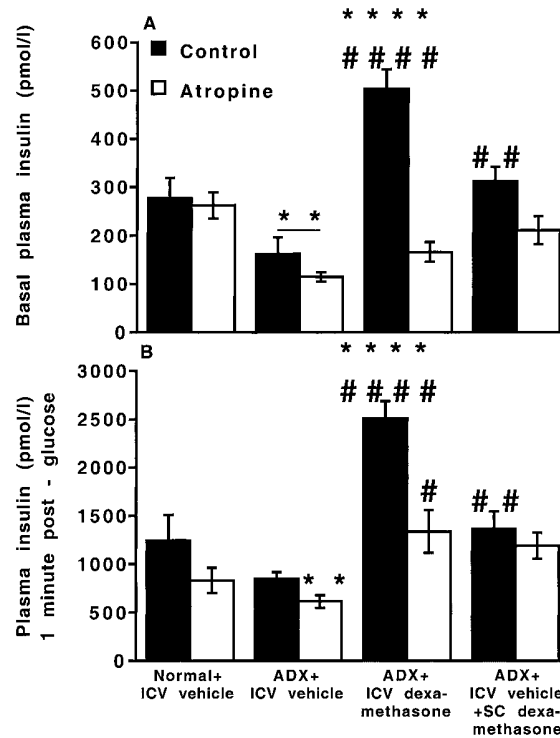 A
* * * *
# # # #
Control
Atropine
# #
* *
Basal plasma insulin (pmol/l)
600
500
400
300
200
100
0
B
* * * *
# # # #
#
# #
* *
Plasma insulin (pmol/l)
1 minute post - glucose
3000
2500
2000
1500
1000
500
0
Normal+
ICV vehicle
ADX+
ICV vehicle
ADX+
ICV dexa-
methasone
ADX+
ICV vehicle
+SC dexa-
methasone